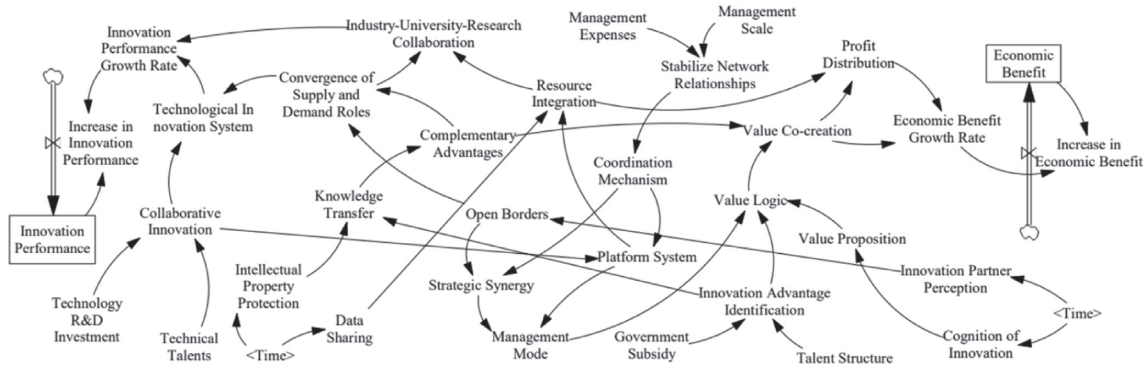 Innovation
Performance
Growth Rate
Industry-University-Research
Collaboration
Management
Expenses
Management
Scale
Stabilize Network
Relationships
Profit
Distribution
Economic
Benefit
Convergence of
Supply and
Demand Roles
Resource
Integration
Technological In
novation System
Increase in
Innovation
Performance
Complementary
Advantages
Value Co-creation
Economic Benefit
Growth Rate
Increase in
Economic Benefit
Coordination
Mechanism
Knowledge
Transfer
Value Logic
Collaborative
Innovation
Open Borders
Innovation
Performance
Value Proposition
Platform System
Intellectual
Property
Protection
Strategic Synergy
Innovation Partner
Perception
Innovation Advantage
Identification
Technology
R&D
Investment
<Time>
Data
Sharing
Technical
Talents
<Time>
Management
Mode
Government
Subsidy
Talent Structure
Cognition of
Innovation